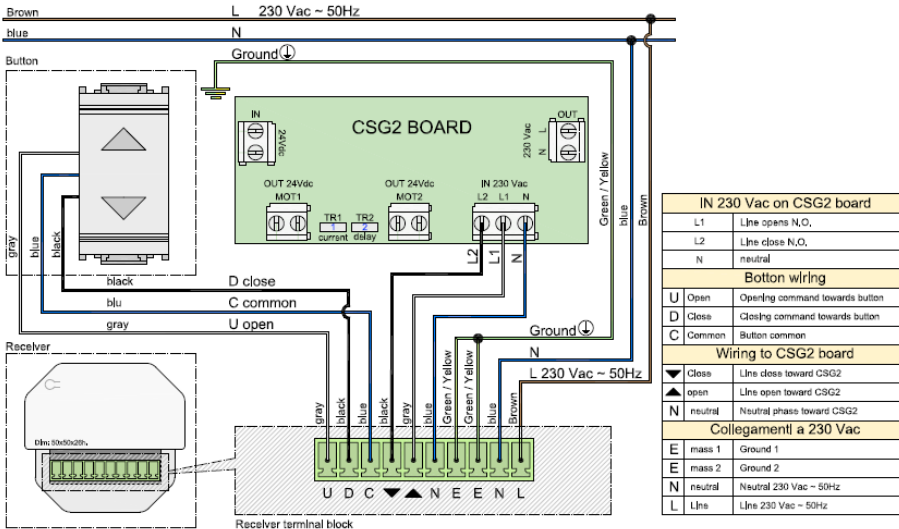 Brown L 230 Vac ~ 50Hz
blue N
Ground
Button
IN
24Vdc
CSG2 BOARD
OUT
230 Vac
L
N
OUT 24Vdc
MOT1
TR1
1
current
TR2
2
delay
OUT 24Vdc
MOT2
IN 230 Vac
L2 L1 N
L2
L1
N
Green / Yellow
blue
Brown
gray
blue
black
black D close
blu C common
gray U open
Ground
N
L 230 Vac ~ 50Hz
Receiver
Dim: 50x50x26h.
gray
black
blue
black
gray
blue
Green / Yellow
Green / Yellow
blue
Brown
U D C ▼ ▲ N E E N L
Receiver terminal block
IN 230 Vac on CSG2 board
L1 Line opens N,O,
L2 Line close N,O,
N neutral
Botton wiring
U Open Opening command towards button
D Close Closing command towards button
C Common Button common
Wiring to CSG2 board
▼ Close Line close toward CSG2
▲ open Line open toward CSG2
N neutral Neutral phase toward CSG2
Collegamenti a 230 Vac
E mass 1 Ground 1
E mass 2 Ground 2
N neutral Neutral 230 Vac ~ 50Hz
L Line Line 230 Vac ~ 50Hz